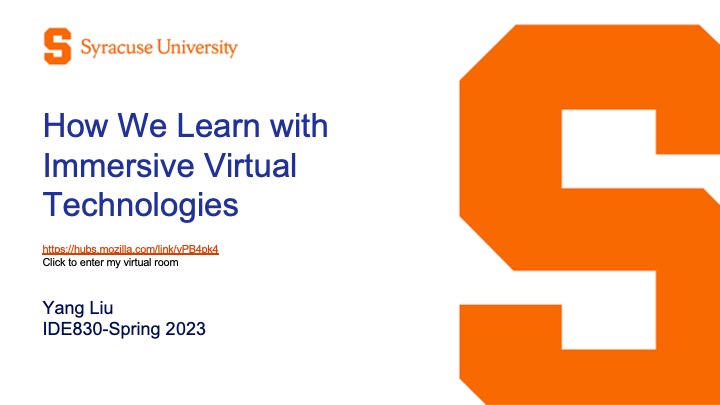 Syracuse University
How We Learn with
Immersive Virtual
Technologies
https://hubs.mozilla.com/link/vPB4pk4
Click to enter my virtual room
Yang Liu
IDE830-Spring 2023